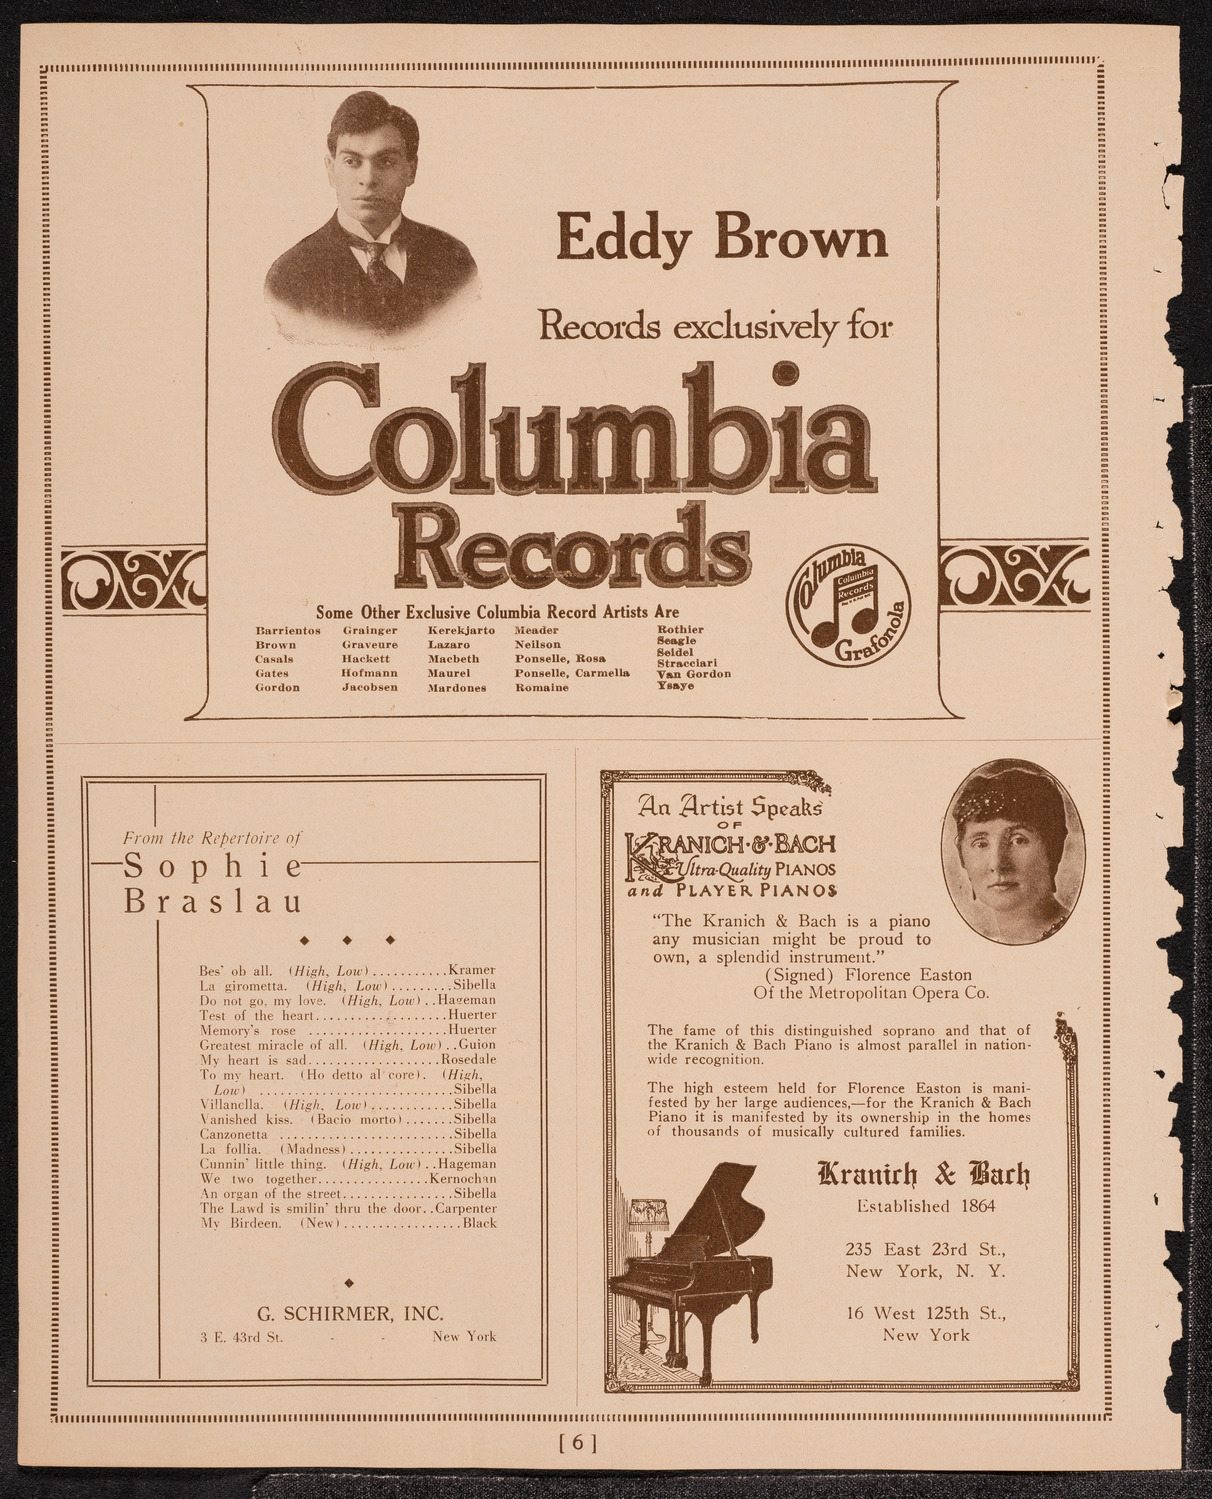 Eddy Brown
Records exclusively for
Columbia
Records
Columbia
Columbia
Records
Grafonola
Some Other Exclusive Columbia Record Artists Are
Barrientos Grainger Kerekjarto Meader Rothier
Brown Graveure Lazaro Neilson Seagle
Casals Hackett Macbeth Ponselle, Rosa Seidel
Gates Hofmann Maurel Ponselle, Carmella Stracciari
Gordon Jacobsen Mardones Romaine Van Gordon
Ysaye
From the Repertoire of
Sophie
Braslau
Bes' ob all. (High, Low)...........Kramer
La girometta. (High, Low).........Sibella
Do not go, my love. (High, Low)..Hageman
Test of the heart....................Huerter
Memory's rose .....................Huerter
Greatest miracle of all. (High, Low)..Guion
My heart is sad....................Rosedale
To my heart. (Ho detto al core). (High,
Low) .............................Sibella
Villanella. (High, Low)............Sibella
Vanished kiss. (Bacio morto).......Sibella
Canzonetta ..........................Sibella
La follia. (Madness)................Sibella
Cunnin' little thing. (High, Low)..Hageman
We two together.................Kernochan
An organ of the street.................Sibella
The Lawd is smilin' thru the door..Carpenter
My Birdeen. (New)..................Black
G. SCHIRMER, INC.
3 E. 43rd St. - - New York
An Artist Speaks
OF
KRANICH·&·BACH
Ultra-Quality PIANOS
and PLAYER PIANOS
"The Kranich & Bach is a piano
any musician might be proud to
own, a splendid instrument."
(Signed) Florence Easton
Of the Metropolitan Opera Co.
The fame of this distinguished soprano and that of
the Kranich & Bach Piano is almost parallel in nation-
wide recognition.
The high esteem held for Florence Easton is mani-
fested by her large audiences,—for the Kranich & Bach
Piano it is manifested by its ownership in the homes
of thousands of musically cultured families.
Kranich & Bach
Established 1864
235 East 23rd St.,
New York, N. Y.
16 West 125th St.,
New York
[ 6 ]